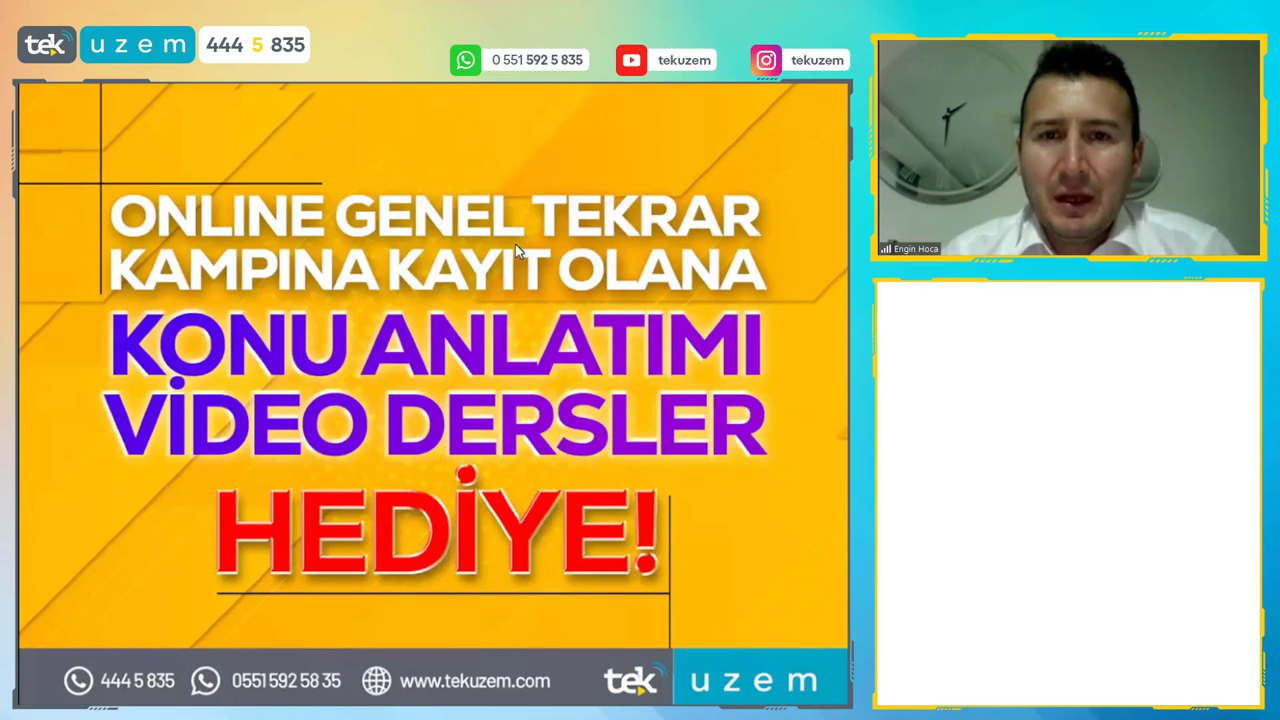 tek uzem 444 5 835
0 551 592 5 835
tekuzem
tekuzem
Engin Hoca
ONLINE GENEL TEKRAR
KAMPINA KAYIT OLANA
KONU ANLATIMI
VİDEO DERSLER
HEDİYE!
444 5 835
0551 592 58 35
www.tekuzem.com
tek uzem